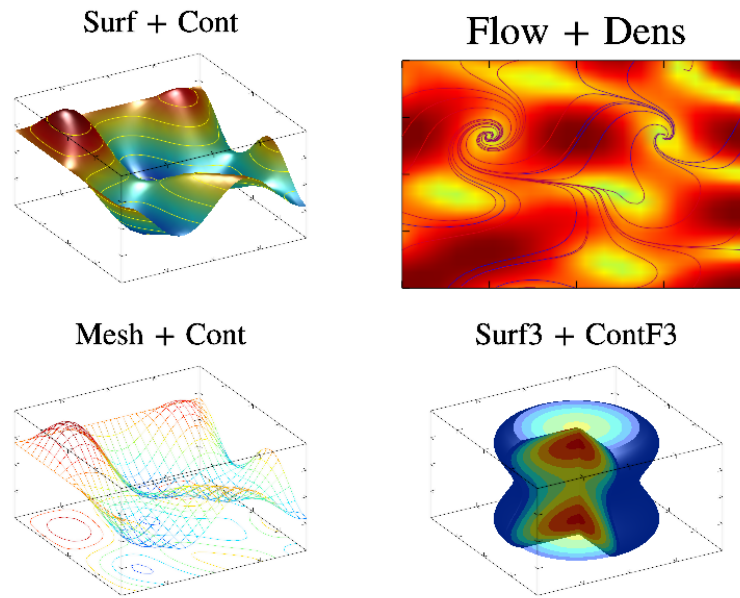 Surf + Cont
Flow + Dens
Mesh + Cont
Surf3 + ContF3